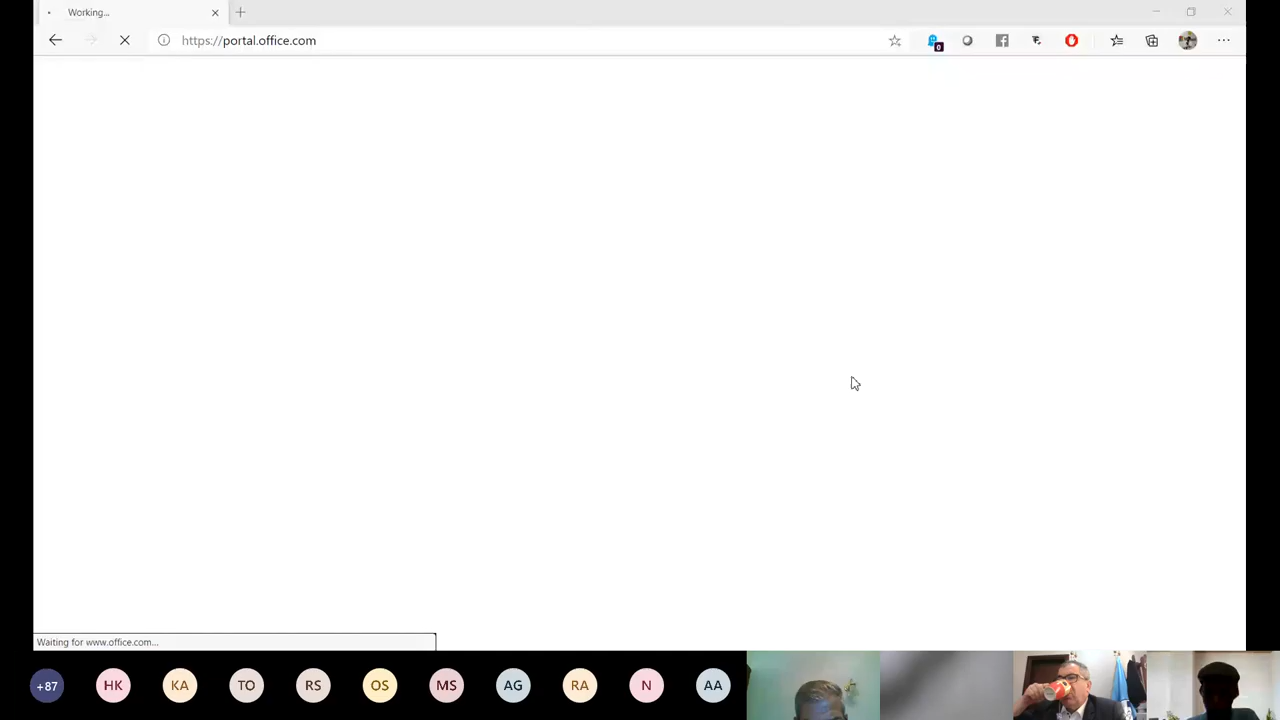 Working...
https://portal.office.com
0
Waiting for www.office.com...
+87
HK
KA
TO
RS
OS
MS
AG
RA
N
AA